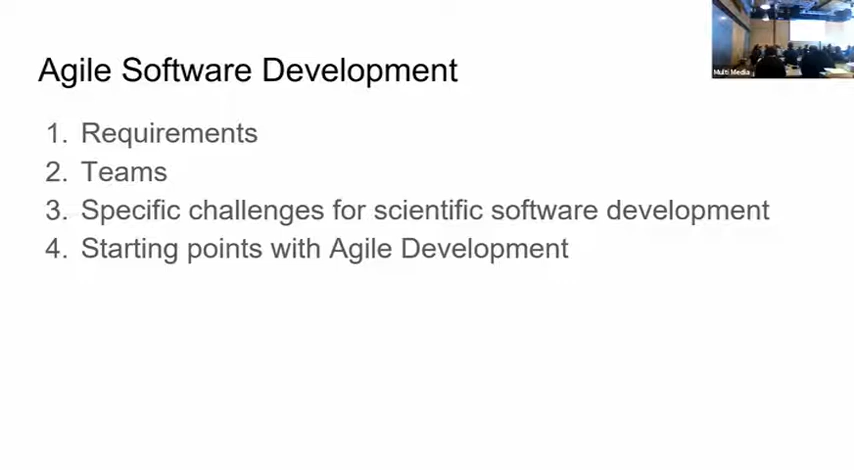 Agile Software Development
1. Requirements
2. Teams
3. Specific challenges for scientific software development
4. Starting points with Agile Development
Multi Media